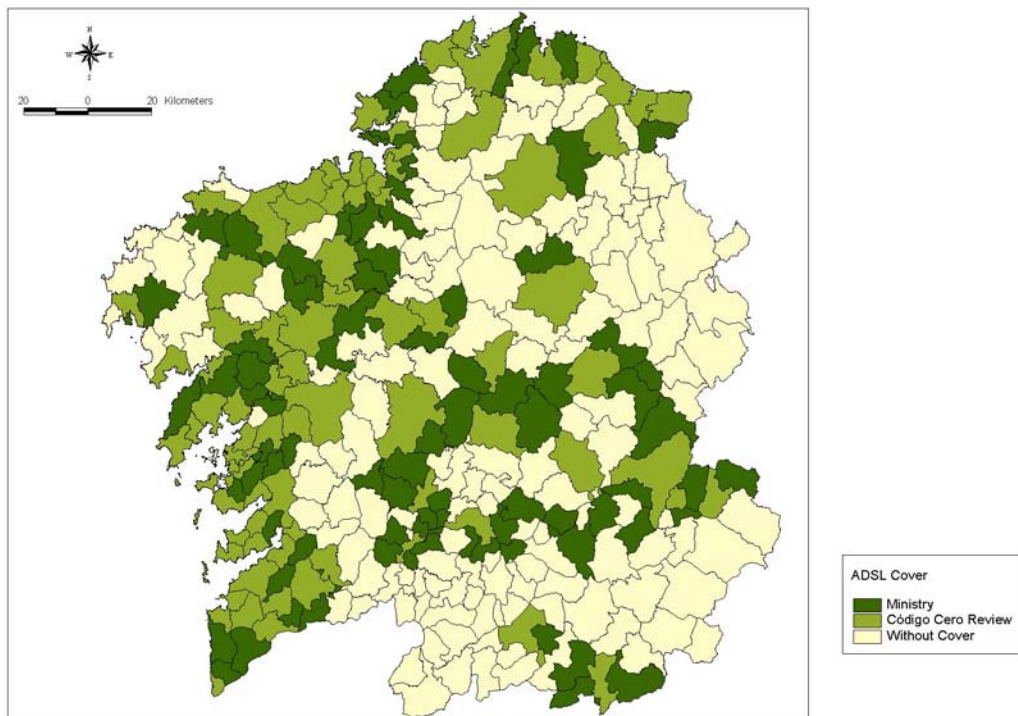 N
W E
S
20 0 20 Kilometers
ADSL Cover
Ministry
Código Cero Review
Without Cover